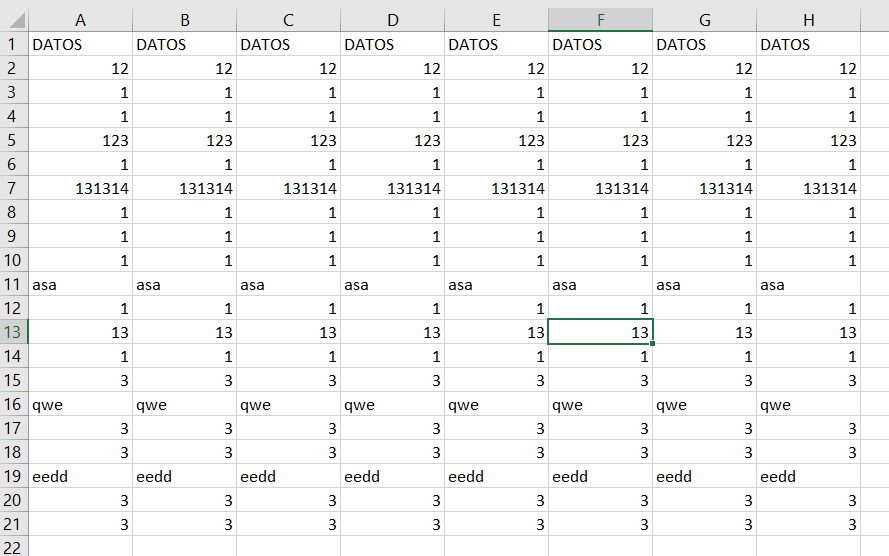 A B C D E F G H
1 DATOS DATOS DATOS DATOS DATOS DATOS DATOS DATOS
2 12 12 12 12 12 12 12 12
3 1 1 1 1 1 1 1 1
4 1 1 1 1 1 1 1 1
5 123 123 123 123 123 123 123 123
6 1 1 1 1 1 1 1 1
7 131314 131314 131314 131314 131314 131314 131314 131314
8 1 1 1 1 1 1 1 1
9 1 1 1 1 1 1 1 1
10 1 1 1 1 1 1 1 1
11 asa asa asa asa asa asa asa asa
12 1 1 1 1 1 1 1 1
13 13 13 13 13 13 13 13 13
14 1 1 1 1 1 1 1 1
15 3 3 3 3 3 3 3 3
16 qwe qwe qwe qwe qwe qwe qwe qwe
17 3 3 3 3 3 3 3 3
18 3 3 3 3 3 3 3 3
19 eedd eedd eedd eedd eedd eedd eedd eedd
20 3 3 3 3 3 3 3 3
21 3 3 3 3 3 3 3 3
22